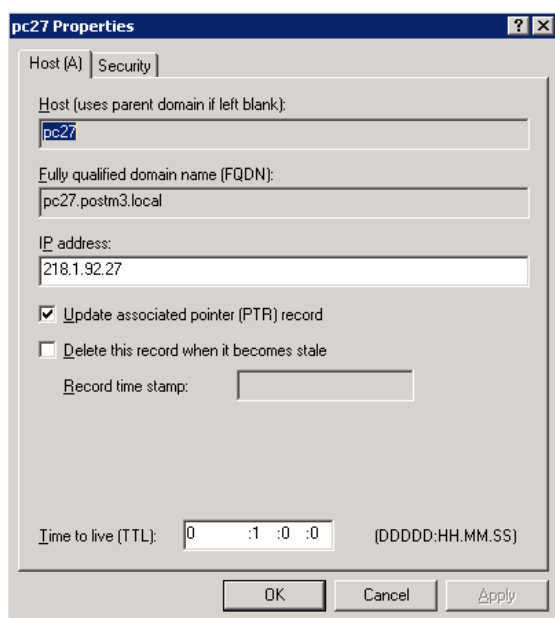 pc27 Properties
Host (A) Security
Host (uses parent domain if left blank):
pc27
Fully qualified domain name (FQDN):
pc27.postm3.local
IP address:
218.1.92.27
Update associated pointer (PTR) record
Delete this record when it becomes stale
Record time stamp:
Time to live (TTL): 0 :1 :0 :0 (DDDDD:HH.MM.SS)
OK Cancel Apply